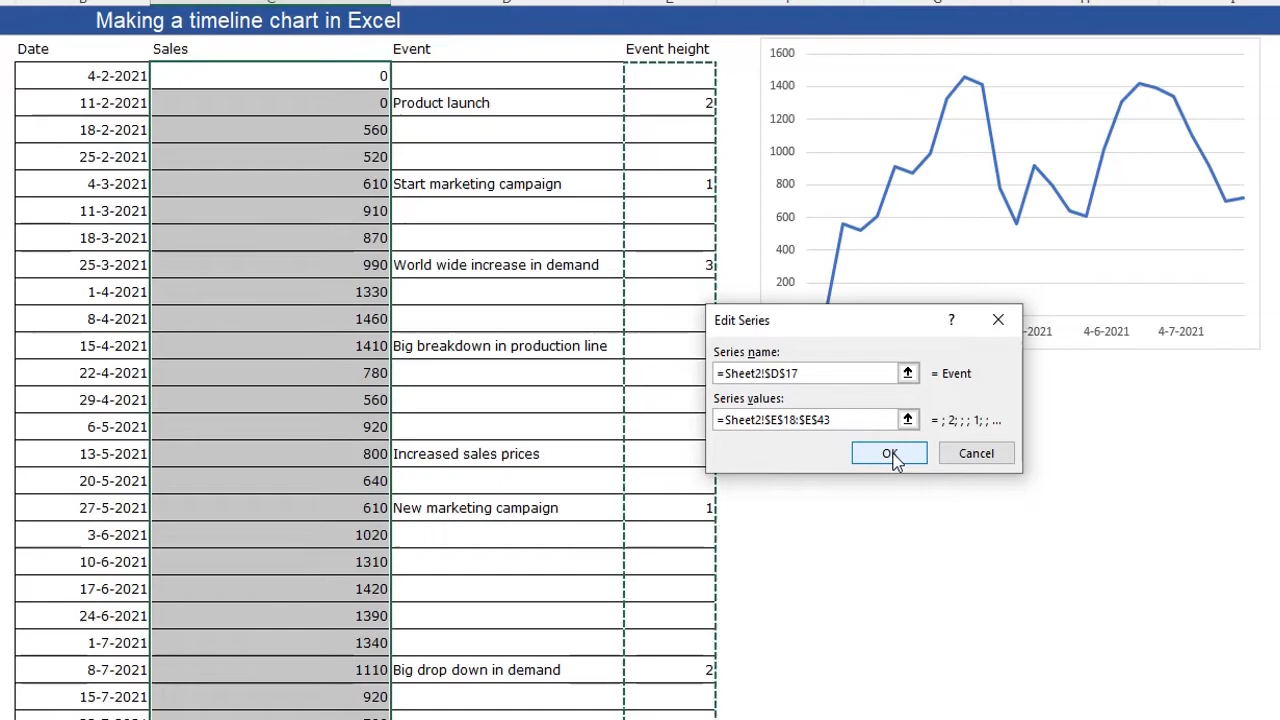 Making a timeline chart in Excel
Date Sales Event Event height
4-2-2021 0
11-2-2021 0 Product launch 2
18-2-2021 560
25-2-2021 520
4-3-2021 610 Start marketing campaign 1
11-3-2021 910
18-3-2021 870
25-3-2021 990 World wide increase in demand 3
1-4-2021 1330
8-4-2021 1460
15-4-2021 1410 Big breakdown in production line
22-4-2021 780
29-4-2021 560
6-5-2021 920
13-5-2021 800 Increased sales prices
20-5-2021 640
27-5-2021 610 New marketing campaign 1
3-6-2021 1020
10-6-2021 1310
17-6-2021 1420
24-6-2021 1390
1-7-2021 1340
8-7-2021 1110 Big drop down in demand 2
15-7-2021 920
1600
1400
1200
1000
800
600
400
200
-2021 4-6-2021 4-7-2021
Edit Series ?
Series name:
=Sheet2!$D$17 = Event
Series values:
=Sheet2!$E$18:$E$43 = ; 2; ; ; 1; ; ...
OK Cancel